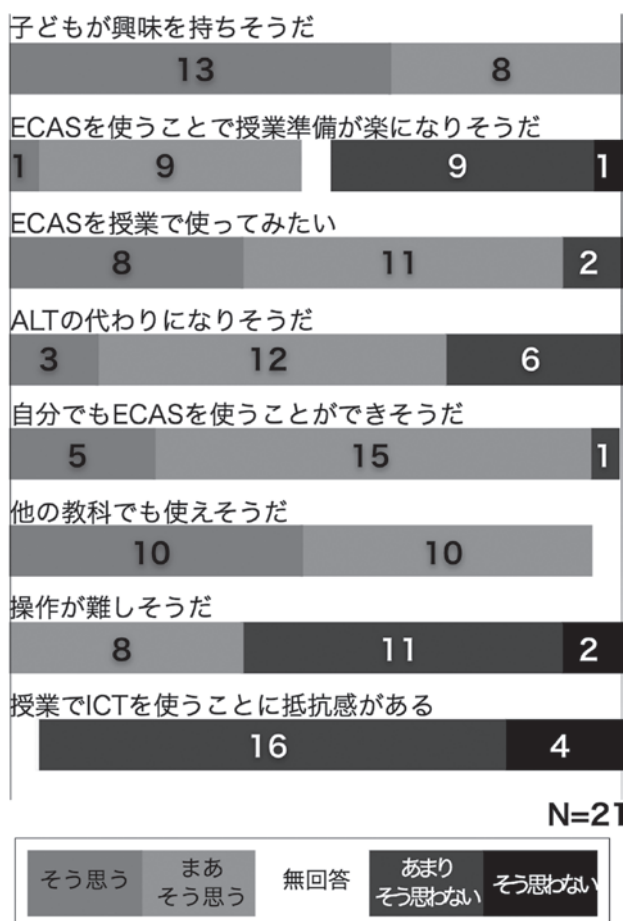 子どもが興味を持ちそうだ
13 8
ECASを使うことで授業準備が楽になりそうだ
1 9 9 1
ECASを授業で使ってみたい
8 11 2
ALTの代わりになりそうだ
3 12 6
自分でもECASを使うことができそうだ
5 15 1
他の教科でも使えそうだ
10 10
操作が難しそうだ
8 11 2
授業でICTを使うことに抵抗感がある
16 4
N=21
そう思う まあ 無回答 あまり そう思わない
そう思う そう思わない